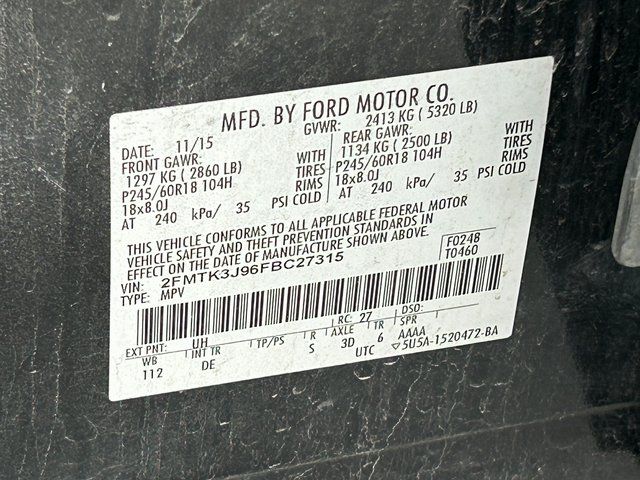 MFD. BY FORD MOTOR CO.
DATE: 11/15 GVWR: 2413 KG ( 5320 LB)
FRONT GAWR: WITH REAR GAWR: WITH
1297 KG ( 2860 LB) TIRES 1134 KG ( 2500 LB) TIRES
P245/60R18 104H RIMS P245/60R18 104H RIMS
18x8.0J 18x8.0J
AT 240 kPa/ 35 PSI COLD AT 240 kPa/ 35 PSI COLD
THIS VEHICLE CONFORMS TO ALL APPLICABLE FEDERAL MOTOR
VEHICLE SAFETY AND THEFT PREVENTION STANDARDS IN
EFFECT ON THE DATE OF MANUFACTURE SHOWN ABOVE.
F0248
T0460
VIN: 2FMTK3J96FBC27315
TYPE: MPV
EXT PNT: UH RC: 27 DSO:
WB INT TR TP/PS R AXLE TR SPR
112 DE S 3D 6 AAAA
UTC ▽5U5A-1520472-BA